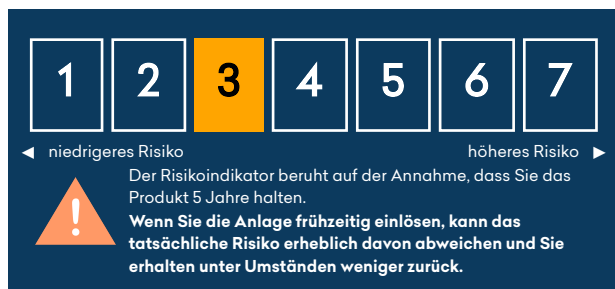 1 2 3 4 5 6 7
◄ niedrigeres Risiko höheres Risiko ►
Der Risikoindikator beruht auf der Annahme, dass Sie das
Produkt 5 Jahre halten.
!
Wenn Sie die Anlage frühzeitig einlösen, kann das
tatsächliche Risiko erheblich davon abweichen und Sie
erhalten unter Umständen weniger zurück.